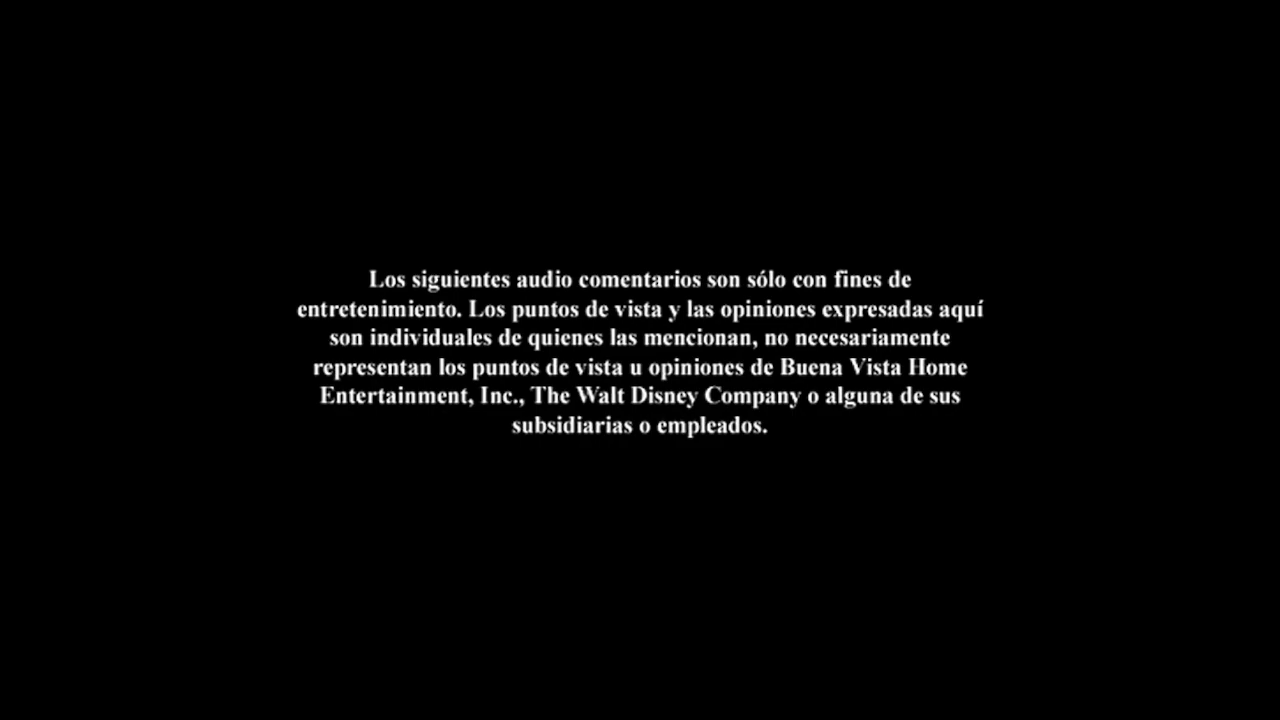 Los siguientes audio comentarios son sólo con fines de
entretenimiento. Los puntos de vista y las opiniones expresadas aquí
son individuales de quienes las mencionan, no necesariamente
representan los puntos de vista u opiniones de Buena Vista Home
Entertainment, Inc., The Walt Disney Company o alguna de sus
subsidiarias o empleados.